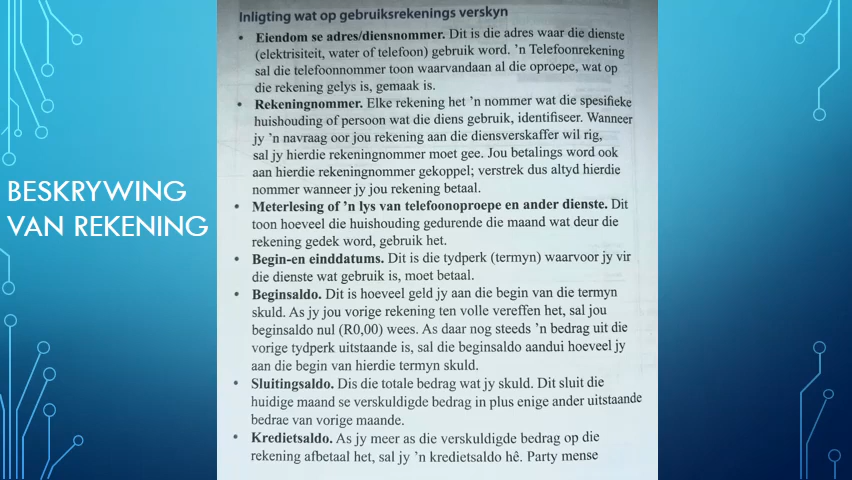 BESKRYWING
VAN REKENING
Inligting wat op gebruiksrekenings verskyn
• Eiendom se adres/diensnommer. Dit is die adres waar die dienste
(elektrisiteit, water of telefoon) gebruik word. ’n Telefoonrekening
sal die telefoonnommer toon waarvandaan al die oproepe, wat op
die rekening gelys is, gemaak is.
• Rekeningnommer. Elke rekening het ’n nommer wat die spesifieke
huishouding of persoon wat die diens gebruik, identifiseer. Wanneer
jy ’n navraag oor jou rekening aan die diensverskaffer wil rig,
sal jy hierdie rekeningnommer moet gee. Jou betalings word ook
aan hierdie rekeningnommer gekoppel; verstrek dus altyd hierdie
nommer wanneer jy jou rekening betaal.
• Meterlesing of ’n lys van telefoonoproepe en ander dienste. Dit
toon hoeveel die huishouding gedurende die maand wat deur die
rekening gedek word, gebruik het.
• Begin-en einddatums. Dit is die tydperk (termyn) waarvoor jy vir
die dienste wat gebruik is, moet betaal.
• Beginsaldo. Dit is hoeveel geld jy aan die begin van die termyn
skuld. As jy jou vorige rekening ten volle vereffen het, sal jou
beginsaldo nul (R0,00) wees. As daar nog steeds ’n bedrag uit die
vorige tydperk uitstaande is, sal die beginsaldo aandui hoeveel jy
aan die begin van hierdie termyn skuld.
• Sluitingsaldo. Dis die totale bedrag wat jy skuld. Dit sluit die
huidige maand se verskuldigde bedrag in plus enige ander uitstaande
bedrae van vorige maande.
• Kredietsaldo. As jy meer as die verskuldigde bedrag op die
rekening afbetaal het, sal jy ’n kredietsaldo hê. Party mense